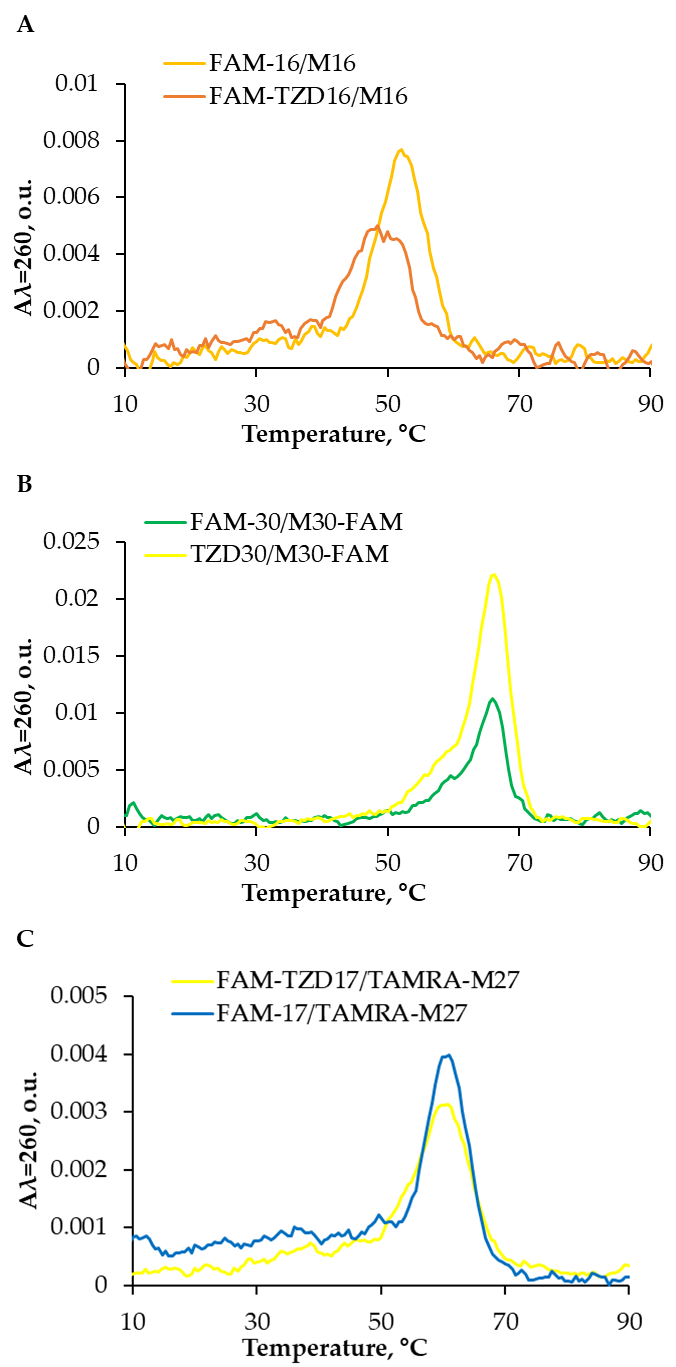 A
FAM-16/M16
FAM-TZD16/M16
0.01
0.008
0.006
0.004
0.002
0
Aλ=260, o.u.
10 30 50 70 90
Temperature, °C
B
FAM-30/M30-FAM
TZD30/M30-FAM
0.025
0.02
0.015
0.01
0.005
0
Aλ=260, o.u.
10 30 50 70 90
Temperature, °C
C
FAM-TZD17/TAMRA-M27
FAM-17/TAMRA-M27
0.005
0.004
0.003
0.002
0.001
0
Aλ=260, o.u.
10 30 50 70 90
Temperature, °C